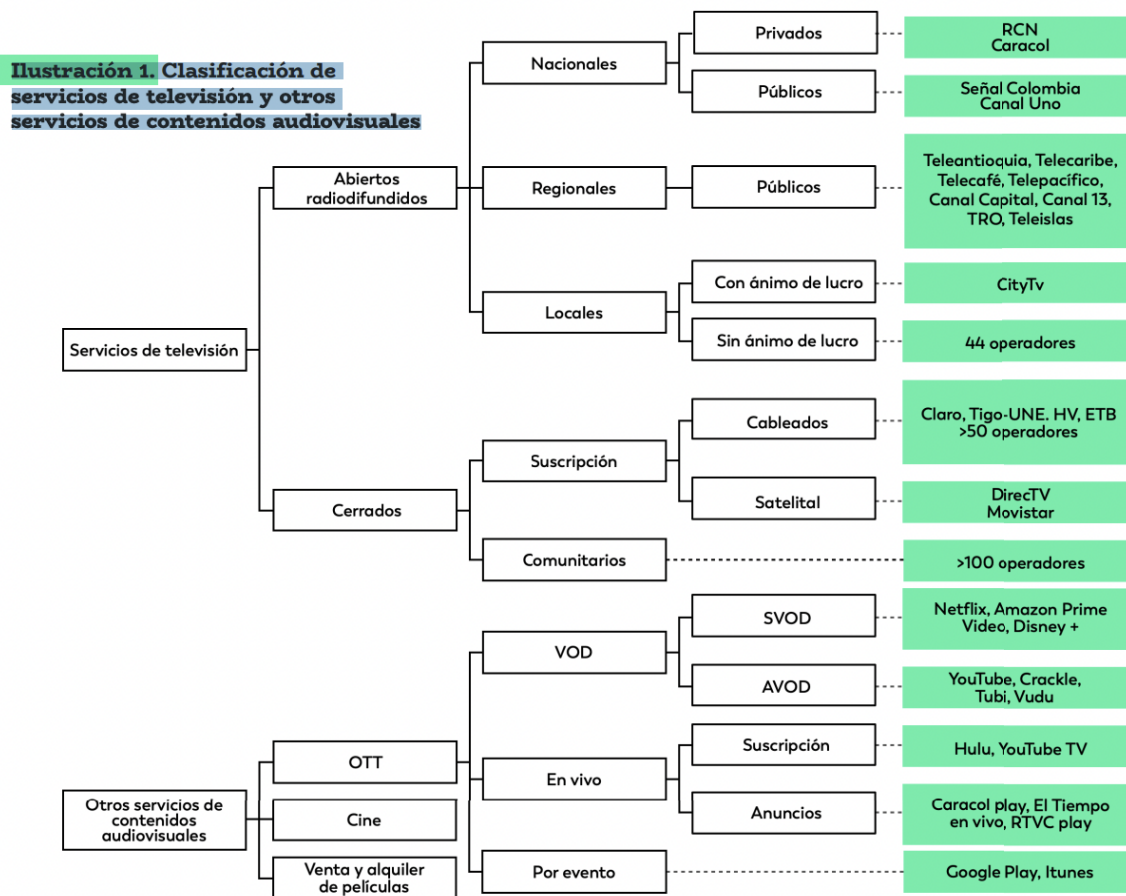 Ilustración 1. Clasificación de
servicios de televisión y otros
servicios de contenidos audiovisuales
Servicios de televisión
Abiertos
radiodifundidos
Nacionales
Privados
RCN
Caracol
Públicos
Señal Colombia
Canal Uno
Regionales
Públicos
Teleantioquia, Telecaribe,
Telecafé, Telepacífico,
Canal Capital, Canal 13,
TRO, Teleislas
Locales
Con ánimo de lucro
CityTv
Sin ánimo de lucro
44 operadores
Cerrados
Suscripción
Cableados
Claro, Tigo-UNE. HV, ETB
>50 operadores
Satelital
DirecTV
Movistar
Comunitarios
>100 operadores
Otros servicios de
contenidos
audiovisuales
OTT
VOD
SVOD
Netflix, Amazon Prime
Video, Disney +
AVOD
YouTube, Crackle,
Tubi, Vudu
En vivo
Suscripción
Hulu, YouTube TV
Anuncios
Caracol play, El Tiempo
en vivo, RTVC play
Por evento
Google Play, Itunes
Cine
Venta y alquiler
de películas